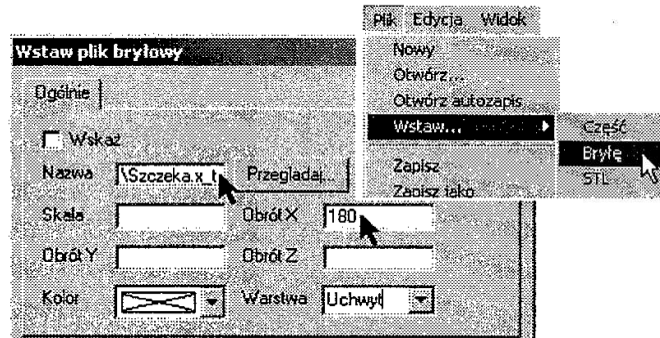 Plik Edycja Widok
Nowy
Otwórz...
Otwórz autozapis
Wstaw...
Zapisz
Zapisz jako
Część
Bryłę
STL
Wstaw plik bryłowy
Ogólnie
Wskaż
Nazwa \Szczeka.x_t Przeglądaj...
Skala Obrót X 180
Obrót Y Obrót Z
Kolor Warstwa Uchwyt